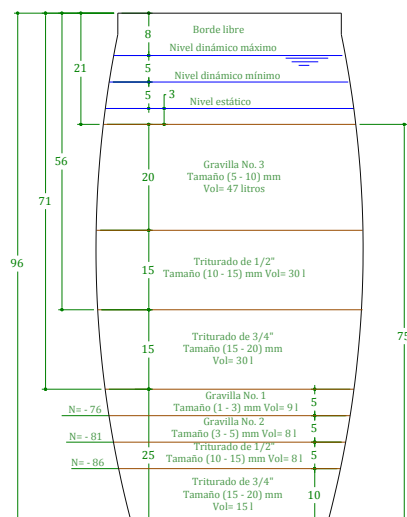 8
Borde libre
Nivel dinámico máximo
5
21
Nivel dinámico mínimo
5
3
Nivel estático
56
20
Gravilla No. 3
Tamaño (5 - 10) mm
Vol= 47 litros
71
96
15
Triturado de 1/2"
Tamaño (10 - 15) mm Vol= 30 l
75
15
Triturado de 3/4"
Tamaño (15 - 20) mm
Vol= 30 l
Gravilla No. 1
5
N= - 76
Tamaño (1 - 3) mm Vol= 9 l
Gravilla No. 2
5
N= - 81
Tamaño (3 - 5) mm Vol= 8 l
Triturado de 1/2"
25
5
N= - 86
Tamaño (10 - 15) mm Vol= 8 l
Triturado de 3/4"
Tamaño (15 - 20) mm
10
Vol= 15 l